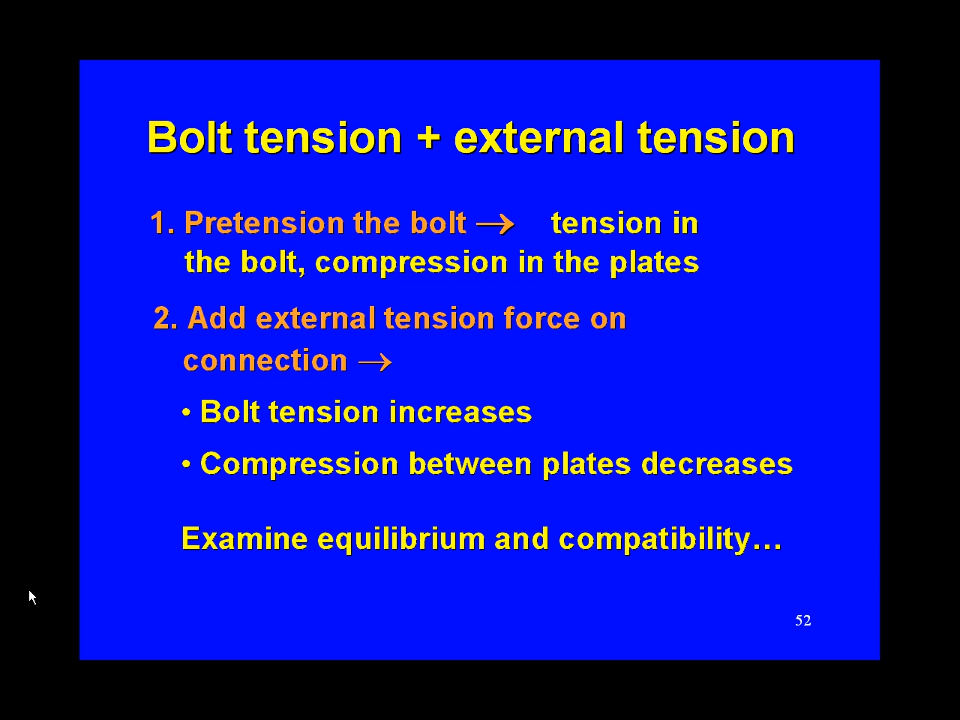 Bolt tension + external tension
1. Pretension the bolt → tension in
the bolt, compression in the plates
2. Add external tension force on
connection →
• Bolt tension increases
• Compression between plates decreases
Examine equilibrium and compatibility…
52